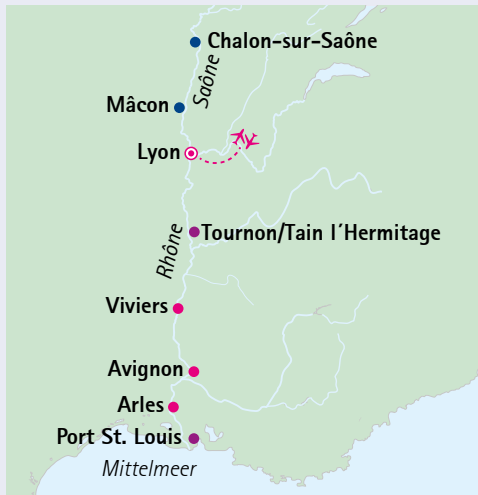 Chalon-sur-Saône
Saône
Mâcon
Lyon
Tournon/Tain l´Hermitage
Rhône
Viviers
Avignon
Arles
Port St. Louis
Mittelmeer